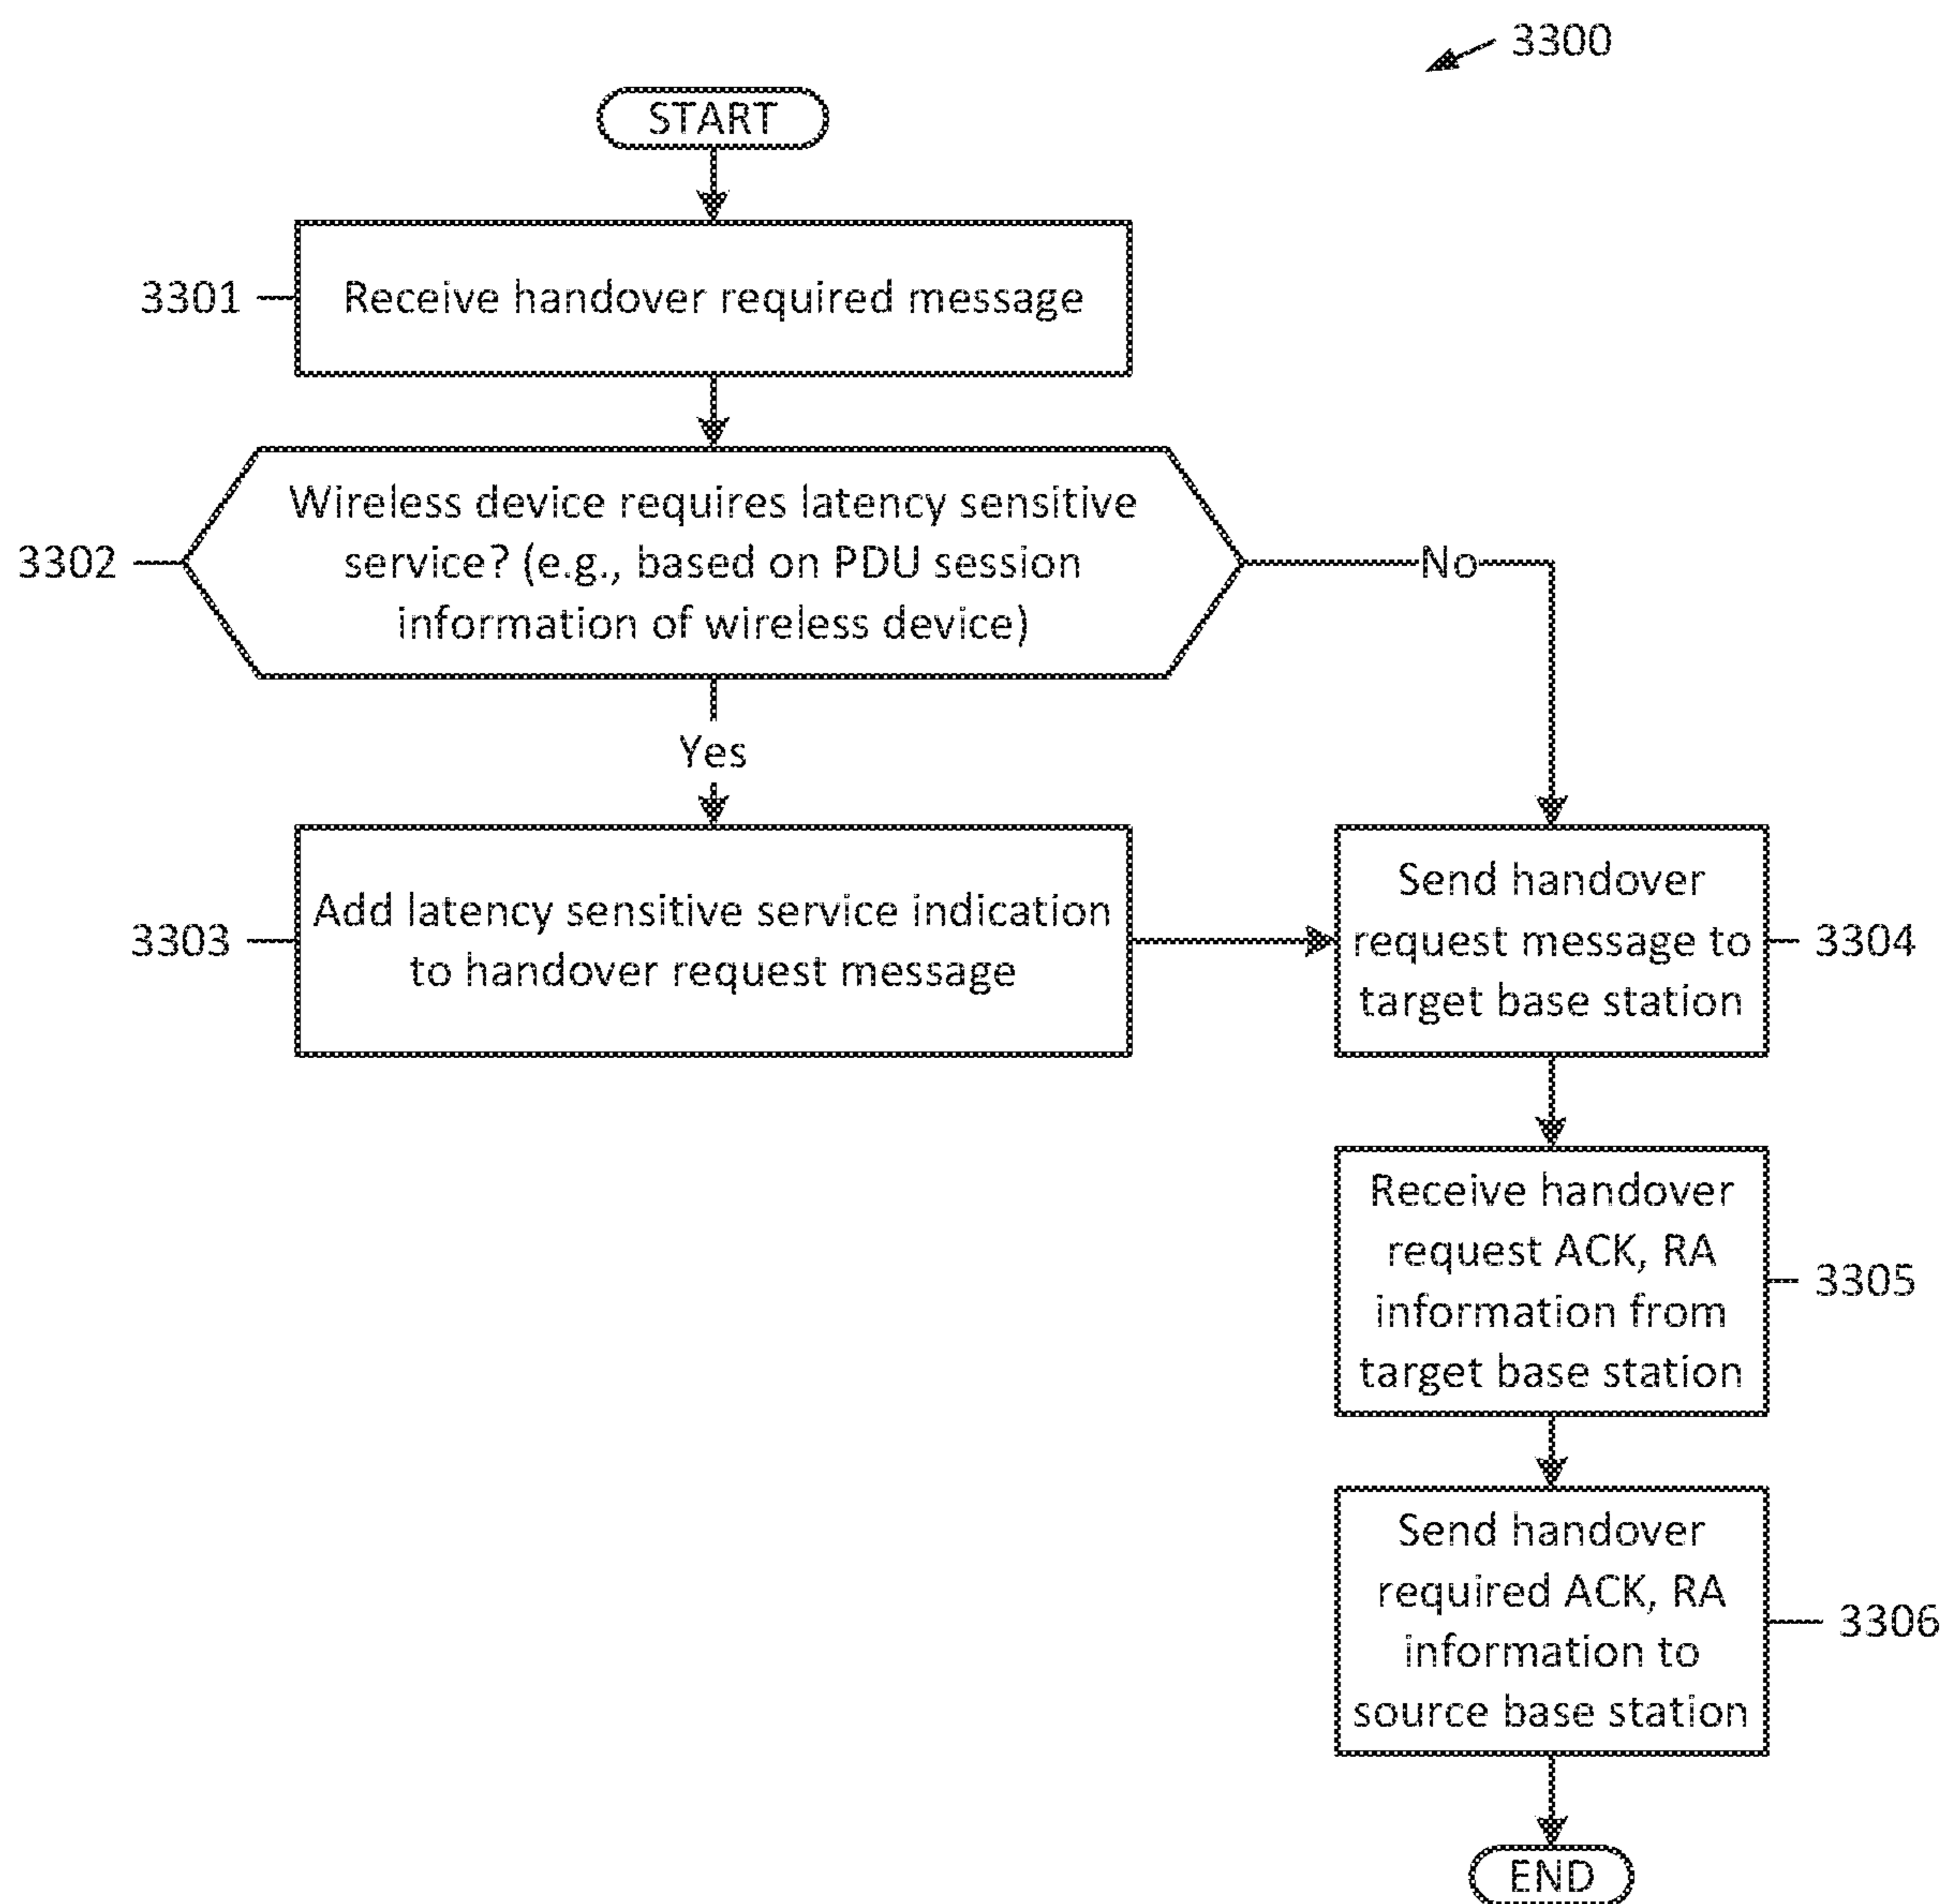 3300
START
3301
Receive handover required message
Wireless device requires latency sensitive
service? (e.g., based on PDU session
information of wireless device)
3302
No
Yes
3303
Add latency sensitive service indication
to handover request message
Send handover
request message to
target base station
3304
Receive handover
request ACK, RA
information from
target base station
3305
Send handover
required ACK, RA
information to
source base station
3306
END